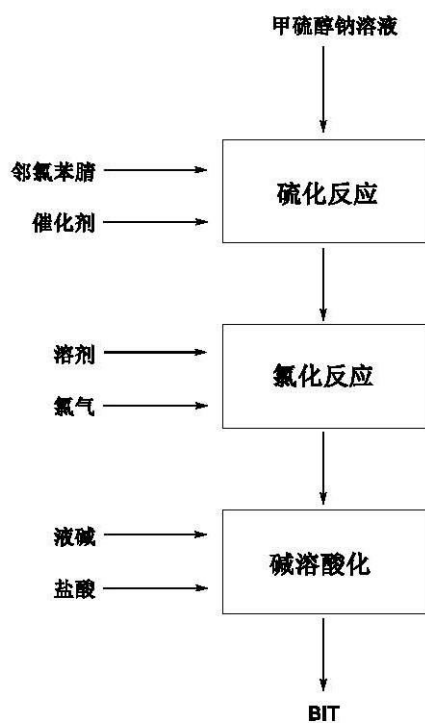 甲硫醇钠溶液
邻氯苯腈
硫化反应
催化剂
溶剂
氯化反应
氯气
液碱
碱溶酸化
盐酸
BIT